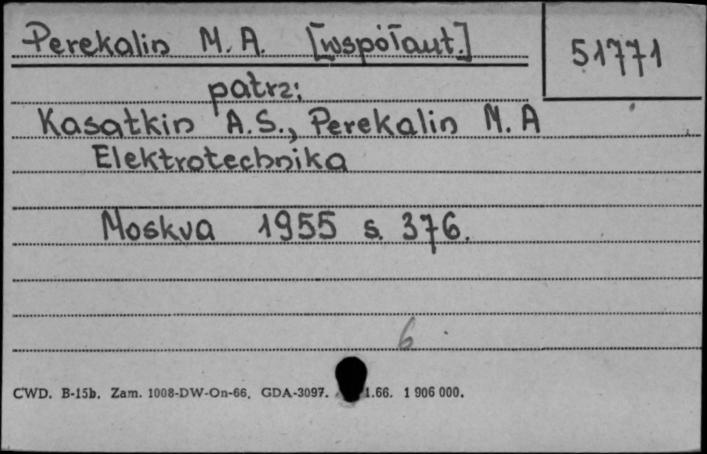 Perekalin M. A. [współaut.]
51771
patrz:
Kasatkin A.S., Perekalin M. A
Elektrotechnika
Moskva 1955 s. 376.
6
CWD. B-15b. Zam. 1008-DW-On-66. GDA-3097. 1.66. 1 906 000.